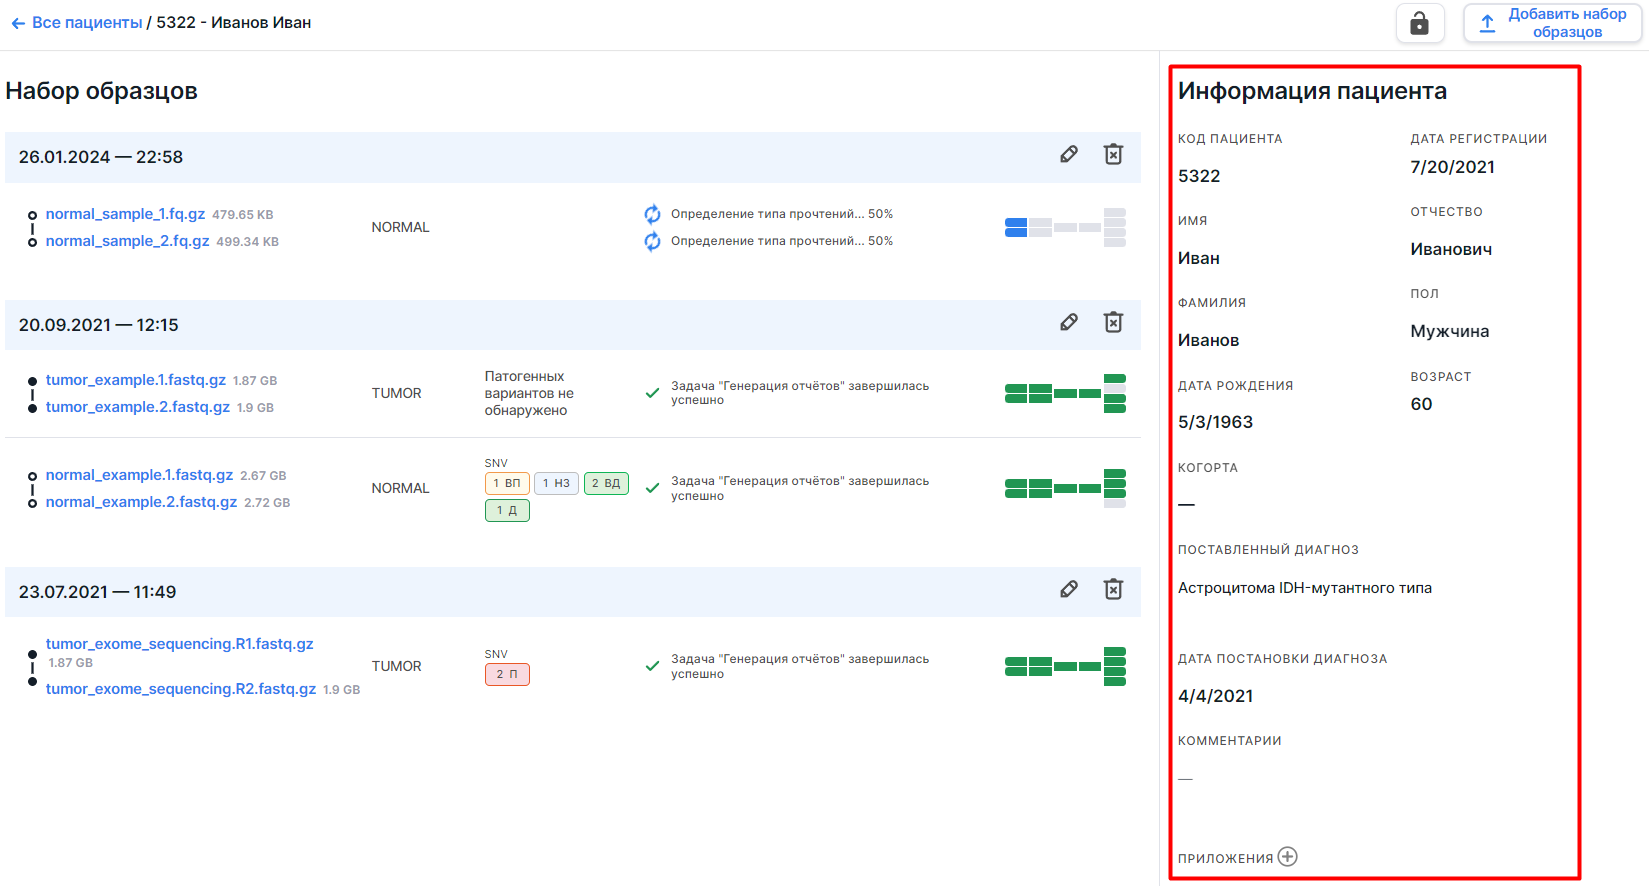 ← Все пациенты / 5322 - Иванов Иван
Добавить набор
образцов
Набор образцов
26.01.2024 — 22:58
normal_sample_1.fq.gz 479.65 KB
normal_sample_2.fq.gz 499.34 KB
NORMAL
Определение типа прочтений... 50%
Определение типа прочтений... 50%
20.09.2021 — 12:15
tumor_example.1.fastq.gz 1.87 GB
tumor_example.2.fastq.gz 1.9 GB
TUMOR
Патогенных
вариантов не
обнаружено
Задача "Генерация отчётов" завершилась
успешно
normal_example.1.fastq.gz 2.67 GB
normal_example.2.fastq.gz 2.72 GB
NORMAL
SNV
1 ВП 1 НЗ 2 ВД
1 Д
Задача "Генерация отчётов" завершилась
успешно
23.07.2021 — 11:49
tumor_exome_sequencing.R1.fastq.gz
1.87 GB
tumor_exome_sequencing.R2.fastq.gz 1.9 GB
TUMOR
SNV
2 П
Задача "Генерация отчётов" завершилась
успешно
Информация пациента
КОД ПАЦИЕНТА
5322
ДАТА РЕГИСТРАЦИИ
7/20/2021
ИМЯ
Иван
ОТЧЕСТВО
Иванович
ФАМИЛИЯ
Иванов
ПОЛ
Мужчина
ДАТА РОЖДЕНИЯ
5/3/1963
ВОЗРАСТ
60
КОГОРТА
—
ПОСТАВЛЕННЫЙ ДИАГНОЗ
Астроцитома IDH-мутантного типа
ДАТА ПОСТАНОВКИ ДИАГНОЗА
4/4/2021
КОММЕНТАРИИ
—
ПРИЛОЖЕНИЯ